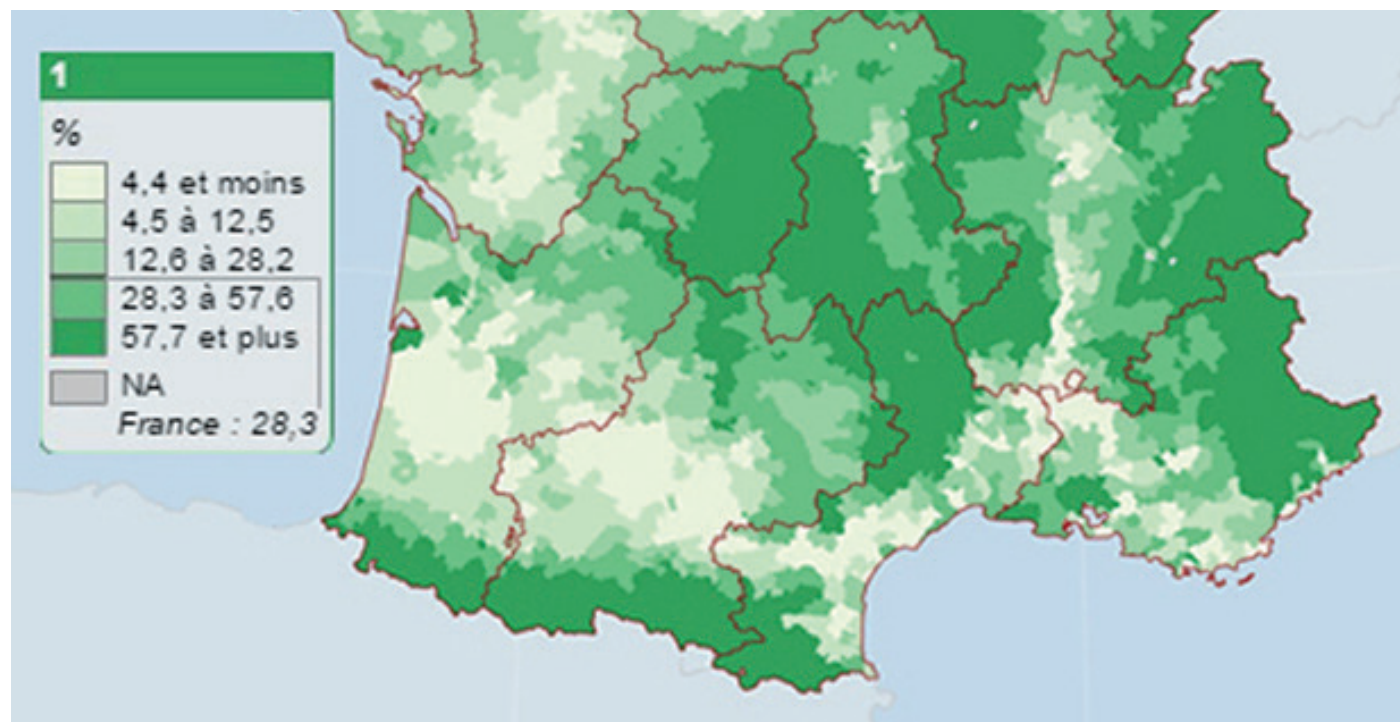 1
%
4,4 et moins
4,5 à 12,5
12,6 à 28,2
28,3 à 57,6
57,7 et plus
NA
France : 28,3